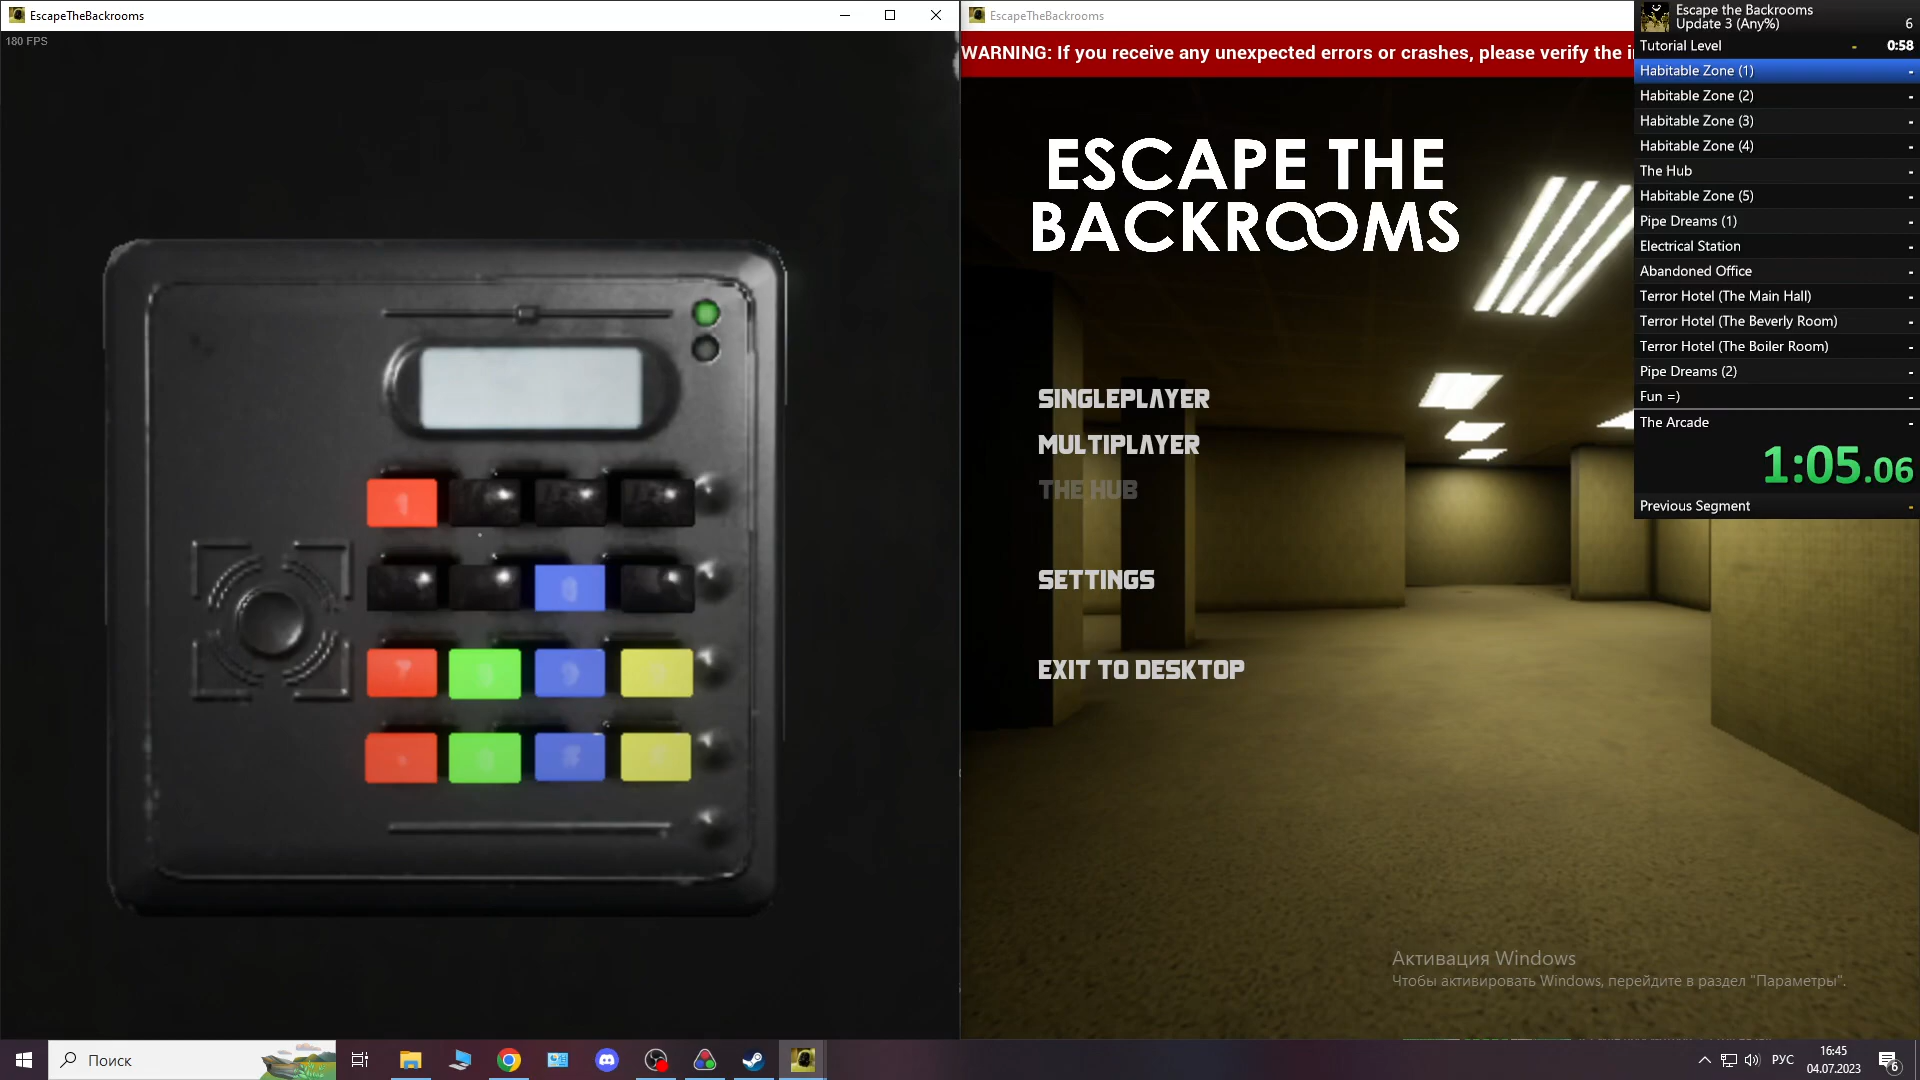 EscapeTheBackrooms
180 FPS
EscapeTheBackrooms
WARNING: If you receive any unexpected errors or crashes, please verify the
ESCAPE THE
BACKROOMS
SINGLEPLAYER
MULTIPLAYER
THE HUB
SETTINGS
EXIT TO DESKTOP
Escape the Backrooms
Update 3 (Any%) 6
Tutorial Level - 0:58
Habitable Zone (1) -
Habitable Zone (2) -
Habitable Zone (3) -
Habitable Zone (4) -
The Hub -
Habitable Zone (5) -
Pipe Dreams (1) -
Electrical Station -
Abandoned Office -
Terror Hotel (The Main Hall) -
Terror Hotel (The Beverly Room) -
Terror Hotel (The Boiler Room) -
Pipe Dreams (2) -
Fun =) -
The Arcade -
1:05.06
Previous Segment -
Активация Windows
Чтобы активировать Windows, перейдите в раздел "Параметры".
Поиск
РУС
16:45
04.07.2023
6